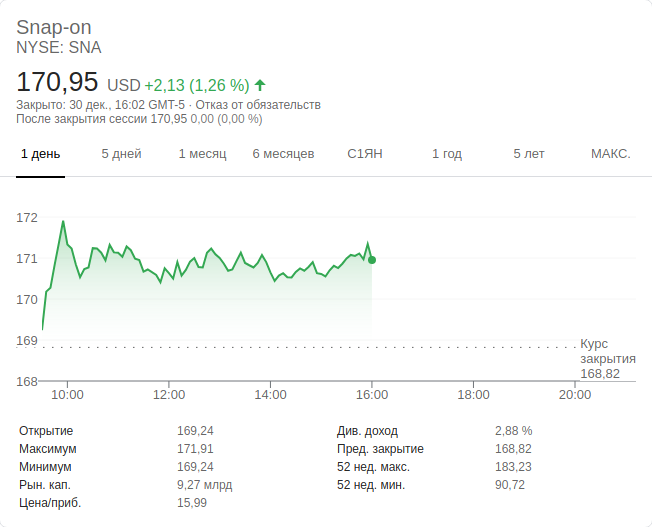 Snap-on
NYSE: SNA
170,95 USD +2,13 (1,26 %)
Закрыто: 30 дек., 16:02 GMT-5 · Отказ от обязательств
После закрытия сессии 170,95 0,00 (0,00 %)
1 день 5 дней 1 месяц 6 месяцев С1ЯН 1 год 5 лет МАКС.
172
171
170
169
Курс
закрытия
168,82
168
10:00 12:00 14:00 16:00 18:00 20:00
Открытие 169,24 Див. доход 2,88 %
Максимум 171,91 Пред. закрытие 168,82
Минимум 169,24 52 нед. макс. 183,23
Рын. кап. 9,27 млрд 52 нед. мин. 90,72
Цена/приб. 15,99